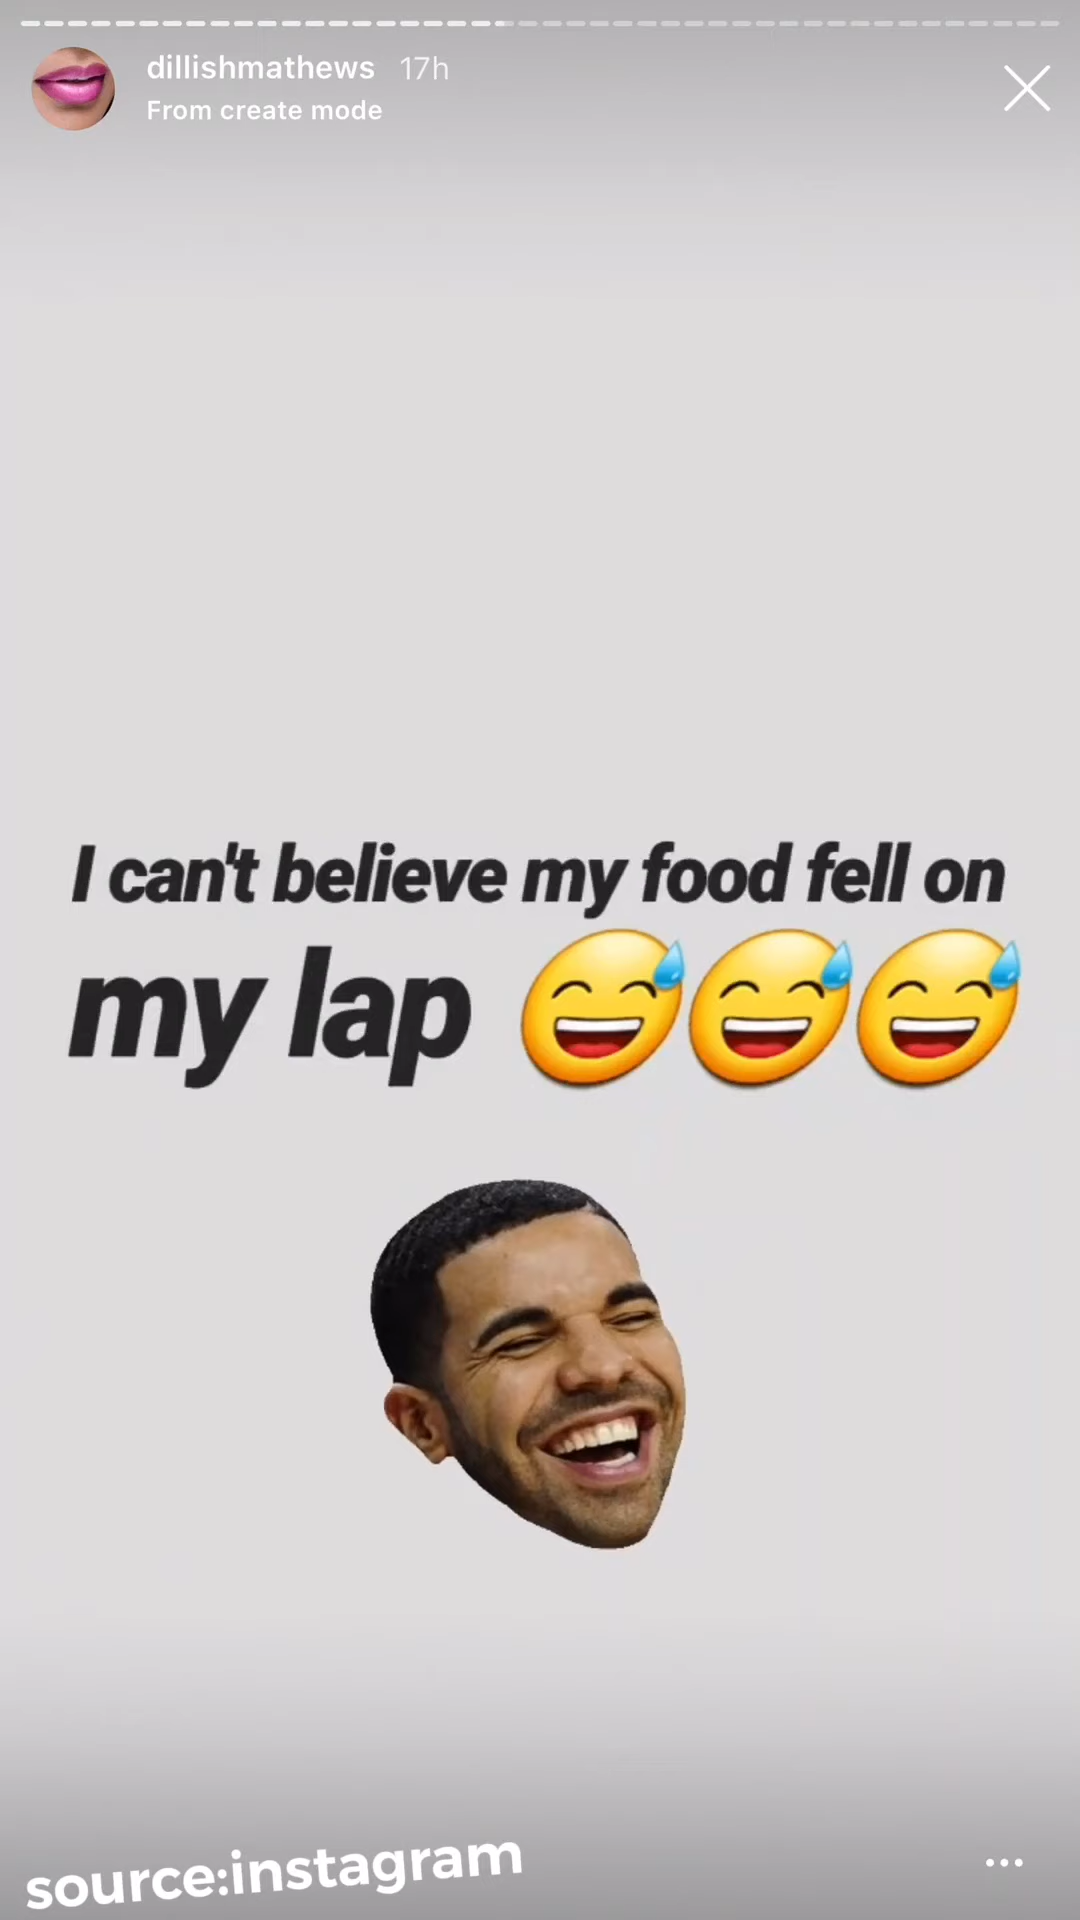 dillishmathews 17h
From create mode
I can't believe my food fell on
my lap 😅😅😅
source:instagram